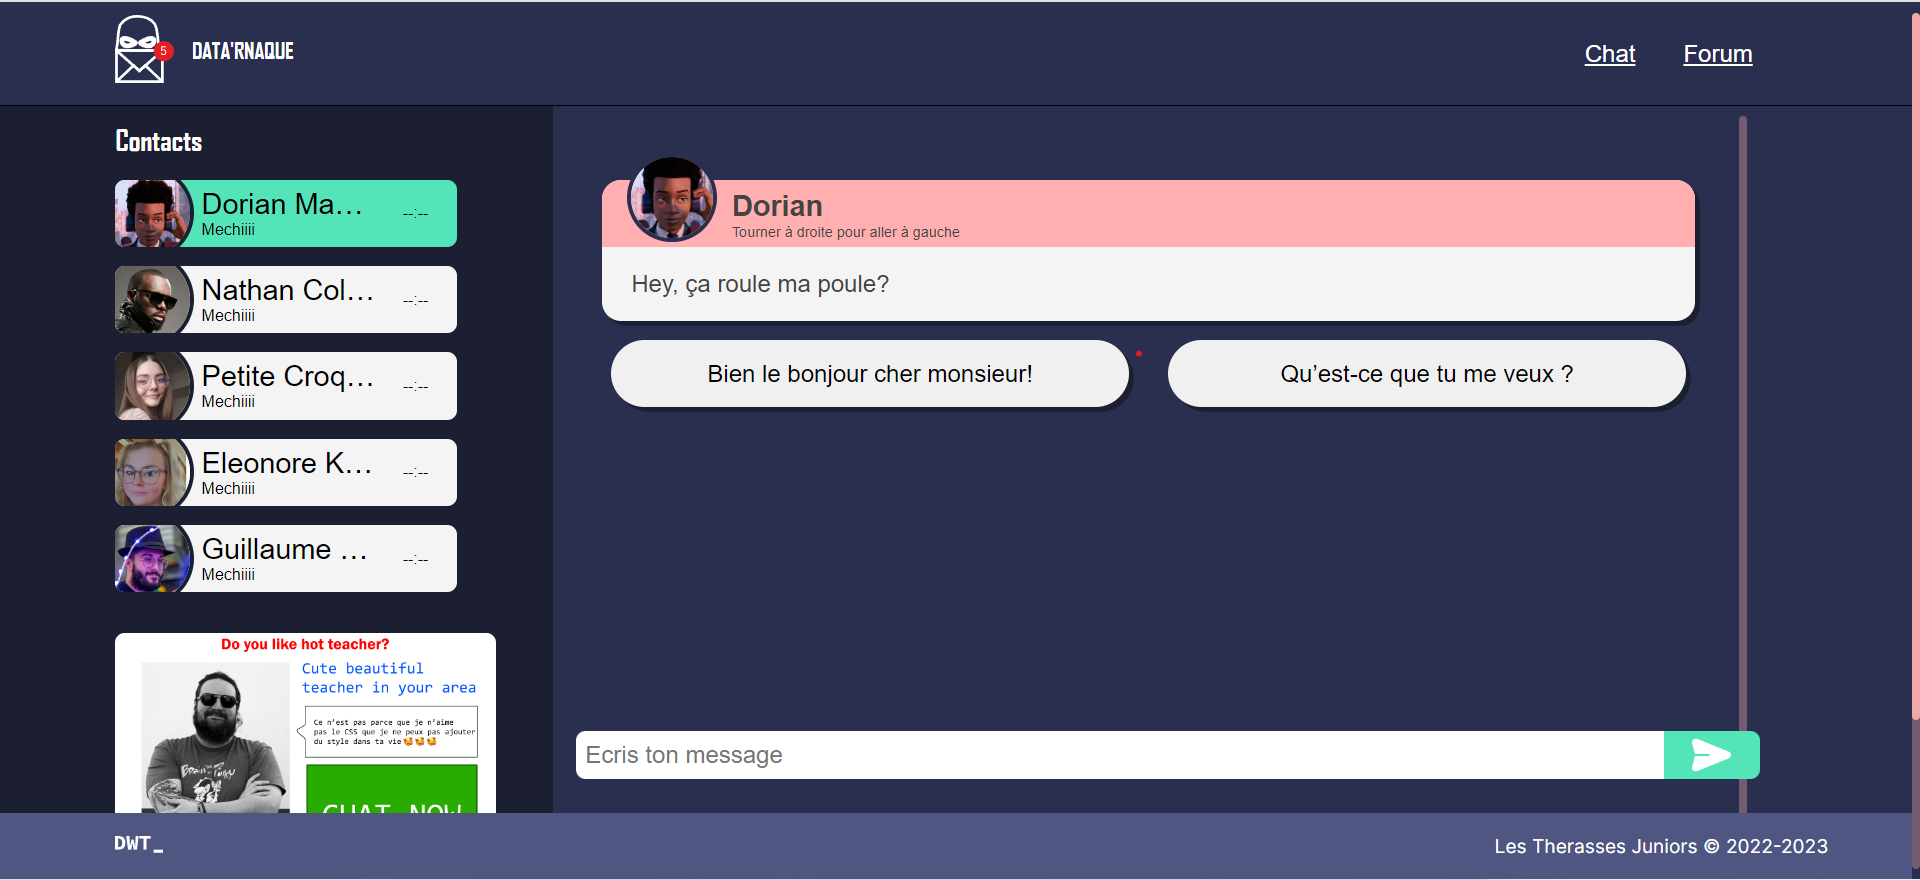 5
DATA'RNAQUE
Chat
Forum
Contacts
Dorian Ma...
--:--
Mechiiii
Nathan Col...
--:--
Mechiiii
Petite Croq...
--:--
Mechiiii
Eleonore K...
--:--
Mechiiii
Guillaume ...
--:--
Mechiiii
Do you like hot teacher?
Cute beautiful
teacher in your area
Ce n'est pas parce que je n'aime
pas le CSS que je ne peux pas ajouter
du style dans ta vie🥰🥰🥰
CHAT NOW
Dorian
Tourner à droite pour aller à gauche
Hey, ça roule ma poule?
Bien le bonjour cher monsieur!
Qu’est-ce que tu me veux ?
Ecris ton message
DWT_
Les Therasses Juniors © 2022-2023